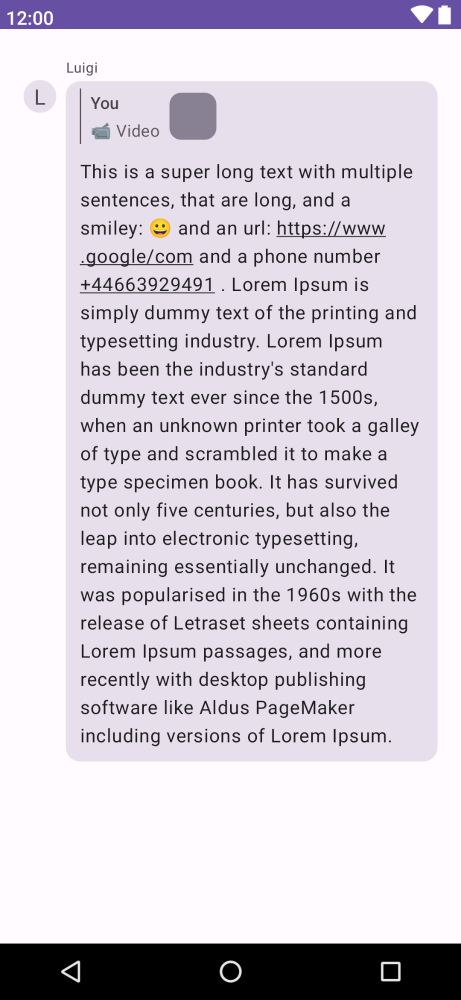 12:00
Luigi
L
You
📹 Video
This is a super long text with multiple
sentences, that are long, and a
smiley: 😀 and an url: https://www
.google/com and a phone number
+44663929491 . Lorem Ipsum is
simply dummy text of the printing and
typesetting industry. Lorem Ipsum
has been the industry's standard
dummy text ever since the 1500s,
when an unknown printer took a galley
of type and scrambled it to make a
type specimen book. It has survived
not only five centuries, but also the
leap into electronic typesetting,
remaining essentially unchanged. It
was popularised in the 1960s with the
release of Letraset sheets containing
Lorem Ipsum passages, and more
recently with desktop publishing
software like Aldus PageMaker
including versions of Lorem Ipsum.